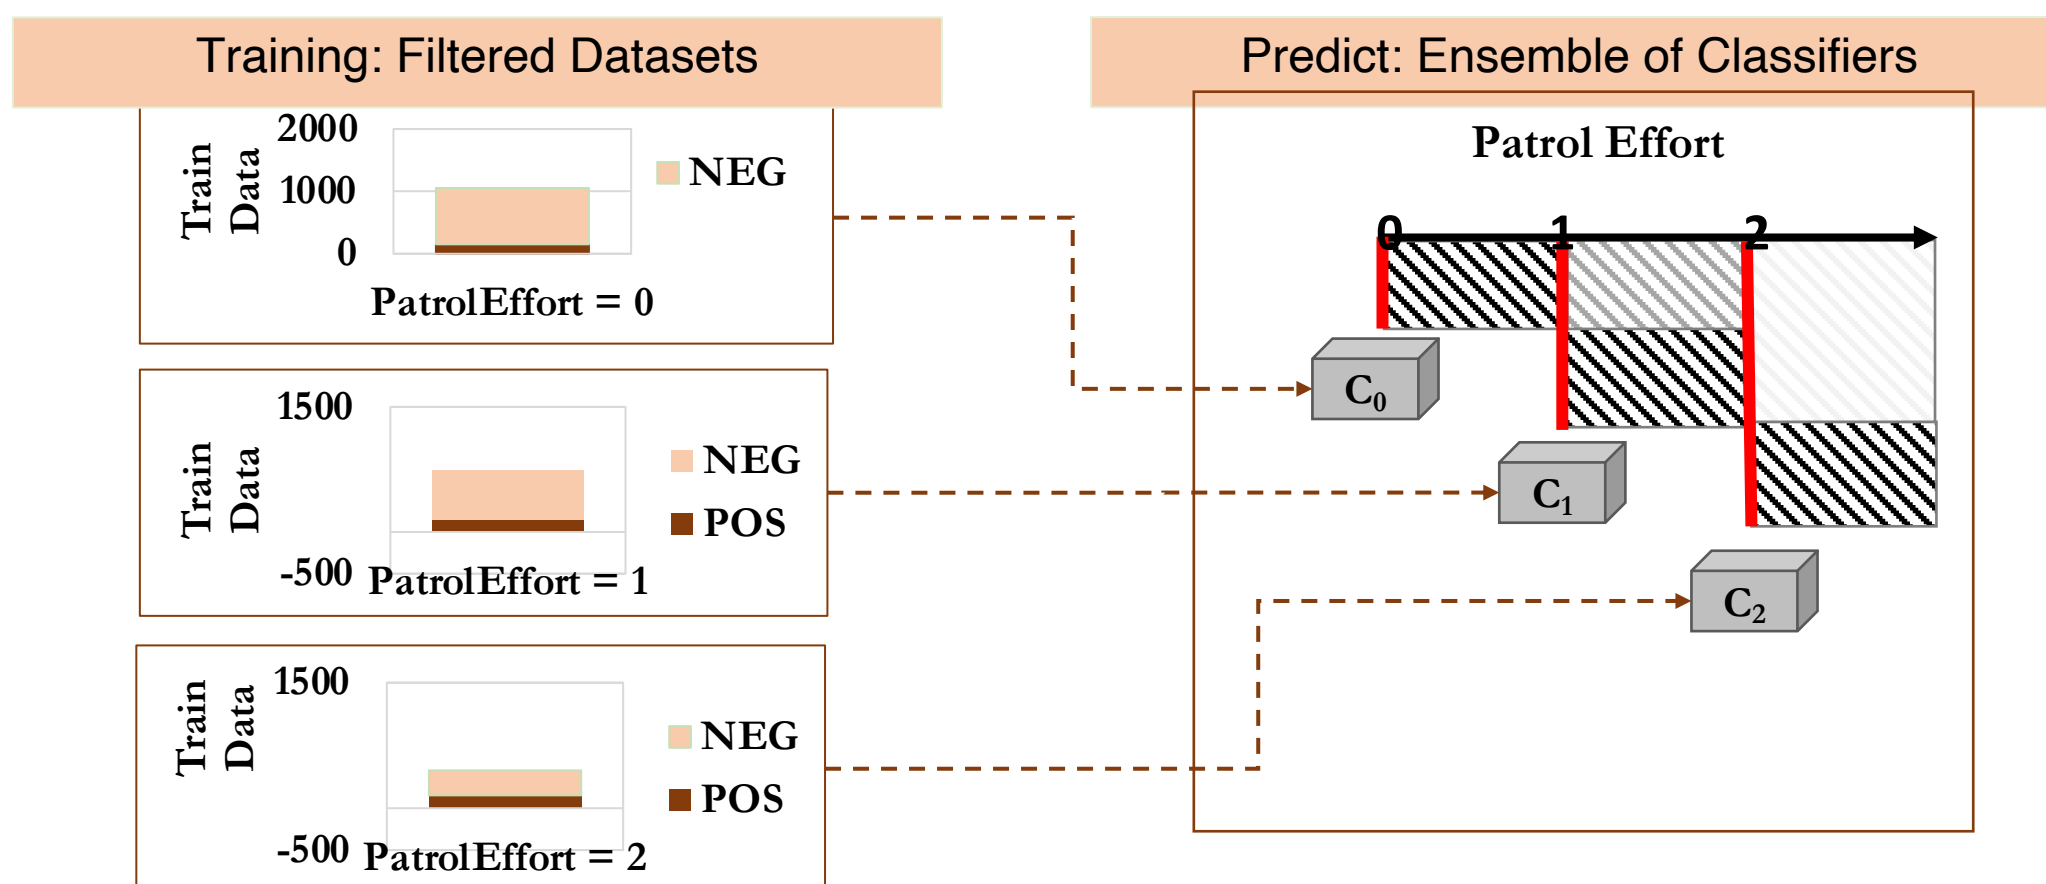 Training: Filtered Datasets
2000
1000
0
Train
Data
NEG
PatrolEffort = 0
1500
-500
Train
Data
NEG
POS
PatrolEffort = 1
1500
-500
Train
Data
NEG
POS
PatrolEffort = 2
Predict: Ensemble of Classifiers
Patrol Effort
0 1 2
C₀
C₁
C₂